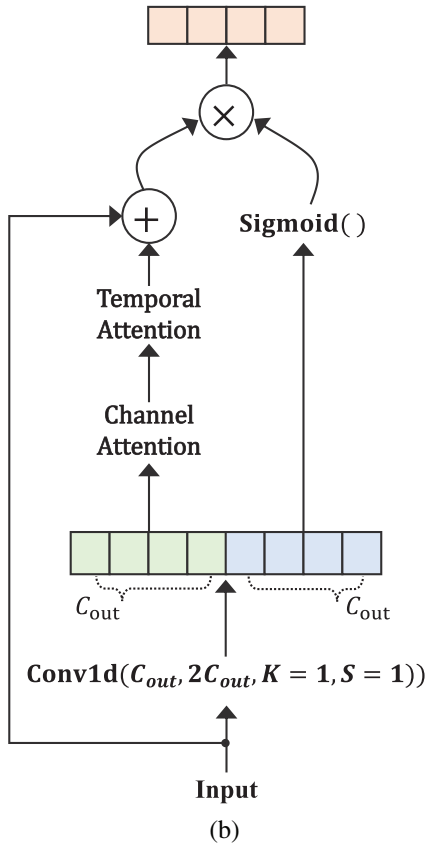 ×
+
Sigmoid( )
Temporal
Attention
Channel
Attention
C_out
C_out
Conv1d(C_out, 2C_out, K = 1, S = 1))
Input
(b)